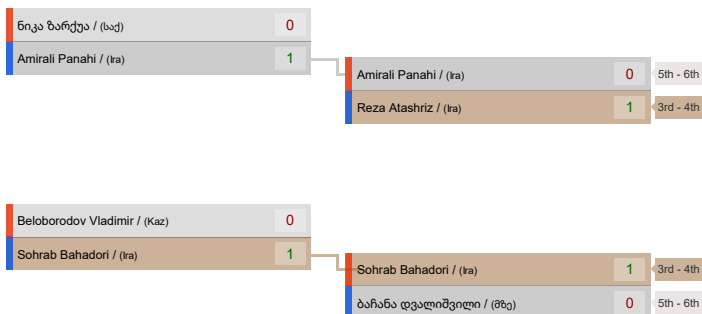 ნიკა ზარქუა / (საქ) 0
Amirali Panahi / (Ira) 1
Amirali Panahi / (Ira) 0 5th - 6th
Reza Atashriz / (Ira) 1 3rd - 4th
Beloborodov Vladimir / (Kaz) 0
Sohrab Bahadori / (Ira) 1
Sohrab Bahadori / (Ira) 1 3rd - 4th
ბაჩანა დვალიშვილი / (მზე) 0 5th - 6th